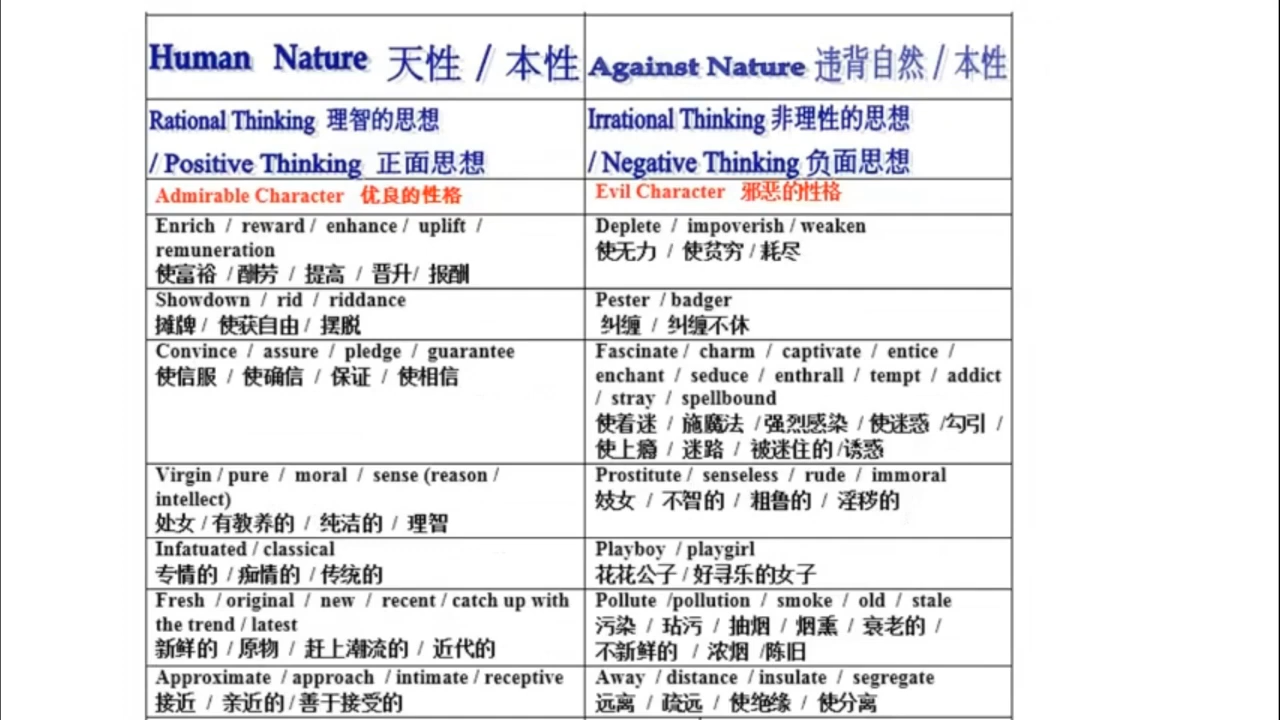 Human Nature 天性 / 本性
Against Nature 违背自然 / 本性
Rational Thinking 理智的思想
/ Positive Thinking 正面思想
Irrational Thinking 非理性的思想
/ Negative Thinking 负面思想
Admirable Character 优良的性格
Evil Character 邪恶的性格
Enrich / reward / enhance / uplift /
remuneration
使富裕 / 酬劳 / 提高 / 晋升 / 报酬
Deplete / impoverish / weaken
使无力 / 使贫穷 / 耗尽
Showdown / rid / riddance
摊牌 / 使获自由 / 摆脱
Pester / badger
纠缠 / 纠缠不休
Convince / assure / pledge / guarantee
使信服 / 使确信 / 保证 / 使相信
Fascinate / charm / captivate / entice /
enchant / seduce / enthrall / tempt / addict
/ stray / spellbound
使着迷 / 施魔法 / 强烈感染 / 使迷惑 / 勾引 /
使上瘾 / 迷路 / 被迷住的 / 诱惑
Virgin / pure / moral / sense (reason /
intellect)
处女 / 有教养的 / 纯洁的 / 理智
Prostitute / senseless / rude / immoral
妓女 / 不智的 / 粗鲁的 / 淫秽的
Infatuated / classical
专情的 / 痴情的 / 传统的
Playboy / playgirl
花花公子 / 好寻乐的女子
Fresh / original / new / recent / catch up with
the trend / latest
新鲜的 / 原物 / 赶上潮流的 / 近代的
Pollute / pollution / smoke / old / stale
污染 / 玷污 / 抽烟 / 烟熏 / 衰老的 /
不新鲜的 / 浓烟 / 陈旧
Approximate / approach / intimate / receptive
接近 / 亲近的 / 善于接受的
Away / distance / insulate / segregate
远离 / 疏远 / 使绝缘 / 使分离